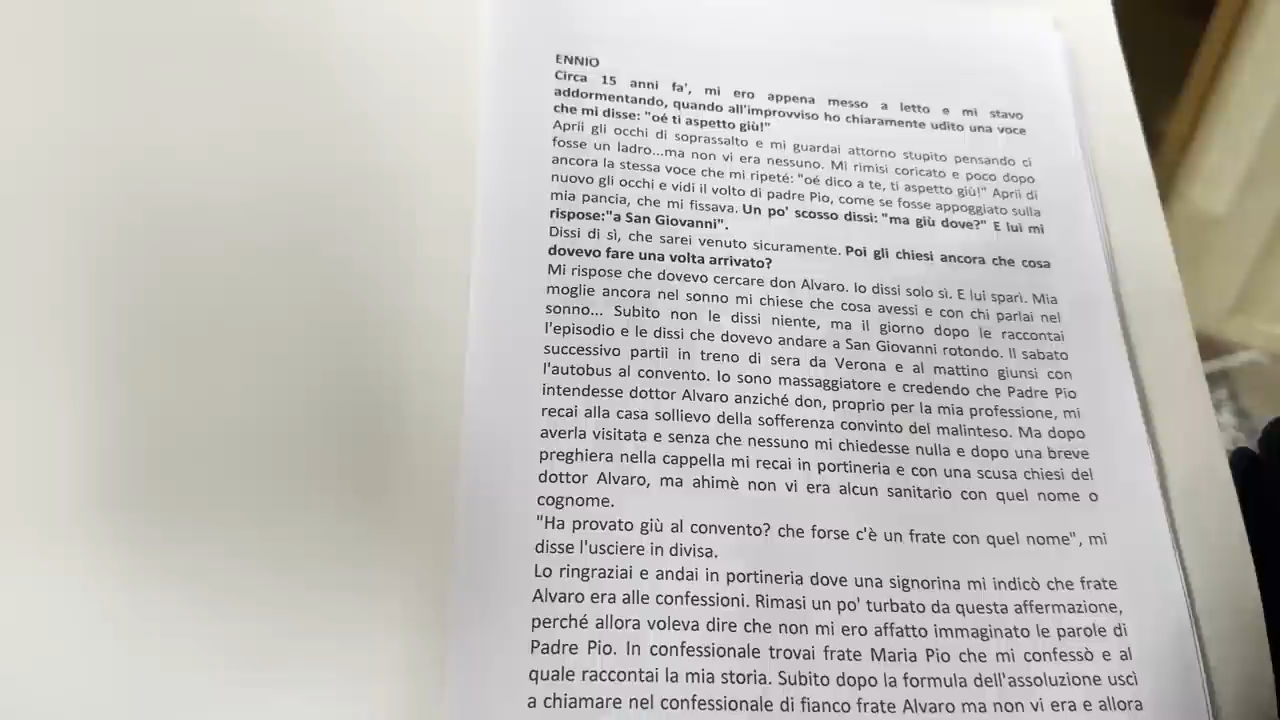 ENNIO
Circa 15 anni fa', mi ero appena messo a letto e mi stavo
addormentando, quando all'improvviso ho chiaramente udito una voce
che mi disse: "oé ti aspetto giù!"
Aprii gli occhi di soprassalto e mi guardai attorno stupito pensando ci
fosse un ladro...ma non vi era nessuno. Mi rimisi coricato e poco dopo
ancora la stessa voce che mi ripeté: "oé dico a te, ti aspetto giù!" Aprii di
nuovo gli occhi e vidi il volto di padre Pio, come se fosse appoggiato sulla
mia pancia, che mi fissava. Un po' scosso dissi: "ma giù dove?" E lui mi
rispose:"a San Giovanni".
Dissi di sì, che sarei venuto sicuramente. Poi gli chiesi ancora che cosa
dovevo fare una volta arrivato?
Mi rispose che dovevo cercare don Alvaro. Io dissi solo sì. E lui sparì. Mia
moglie ancora nel sonno mi chiese che cosa avessi e con chi parlai nel
sonno... Subito non le dissi niente, ma il giorno dopo le raccontai
l'episodio e le dissi che dovevo andare a San Giovanni rotondo. Il sabato
successivo partii in treno di sera da Verona e al mattino giunsi con
l'autobus al convento. Io sono massaggiatore e credendo che Padre Pio
intendesse dottor Alvaro anziché don, proprio per la mia professione, mi
recai alla casa sollievo della sofferenza convinto del malinteso. Ma dopo
averla visitata e senza che nessuno mi chiedesse nulla e dopo una breve
preghiera nella cappella mi recai in portineria e con una scusa chiesi del
dottor Alvaro, ma ahimè non vi era alcun sanitario con quel nome o
cognome.
"Ha provato giù al convento? che forse c'è un frate con quel nome", mi
disse l'usciere in divisa.
Lo ringraziai e andai in portineria dove una signorina mi indicò che frate
Alvaro era alle confessioni. Rimasi un po' turbato da questa affermazione,
perché allora voleva dire che non mi ero affatto immaginato le parole di
Padre Pio. In confessionale trovai frate Maria Pio che mi confessò e al
quale raccontai la mia storia. Subito dopo la formula dell'assoluzione uscì
a chiamare nel confessionale di fianco frate Alvaro ma non vi era e allora